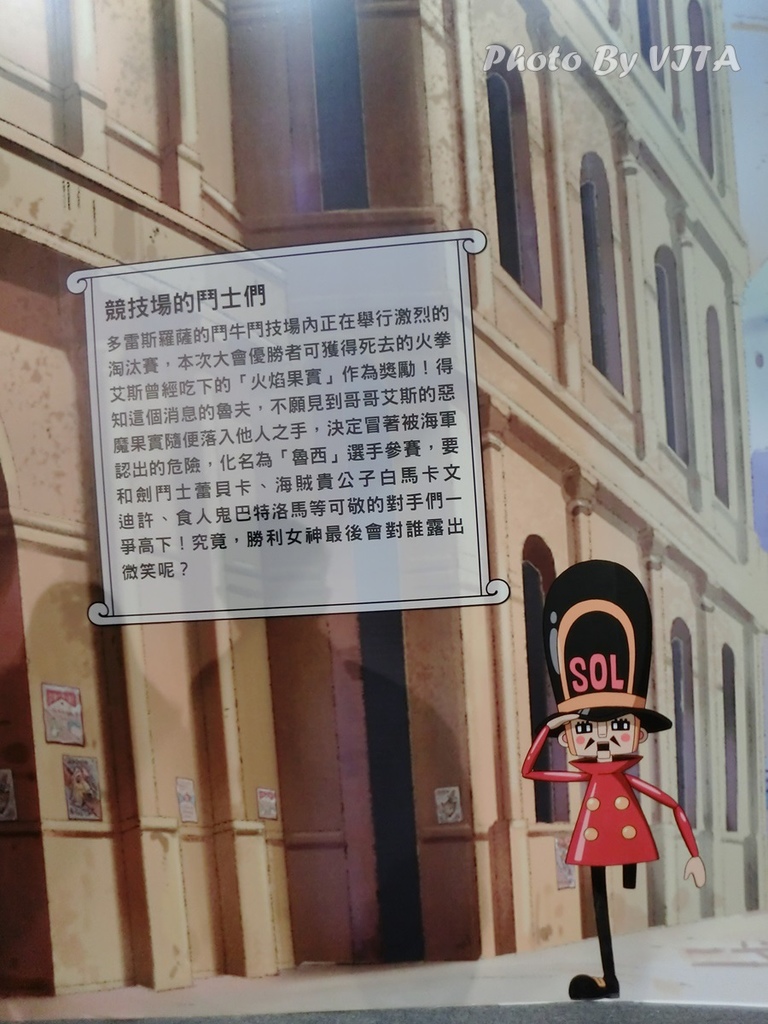 Photo By VITA
競技場的鬥士們
多雷斯羅薩的鬥牛鬥技場內正在舉行激烈的
淘汰賽，本次大會優勝者可獲得死去的火拳
艾斯曾經吃下的「火焰果實」作為獎勵！得
知這個消息的魯夫，不願見到哥哥艾斯的惡
魔果實隨便落入他人之手，決定冒著被海軍
認出的危險，化名為「魯西」選手參賽，要
和劍鬥士蕾貝卡、海賊貴公子白馬卡文
迪許、食人鬼巴特洛馬等可敬的對手們一
爭高下！究竟，勝利女神最後會對誰露出
微笑呢？
SOL